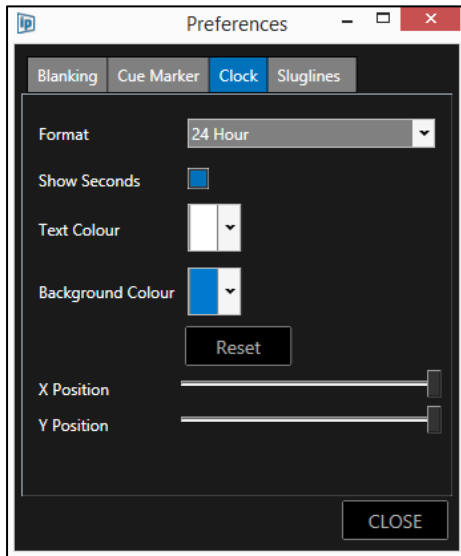 ip Preferences
Blanking Cue Marker Clock Sluglines
Format 24 Hour
Show Seconds
Text Colour
Background Colour
Reset
X Position
Y Position
CLOSE